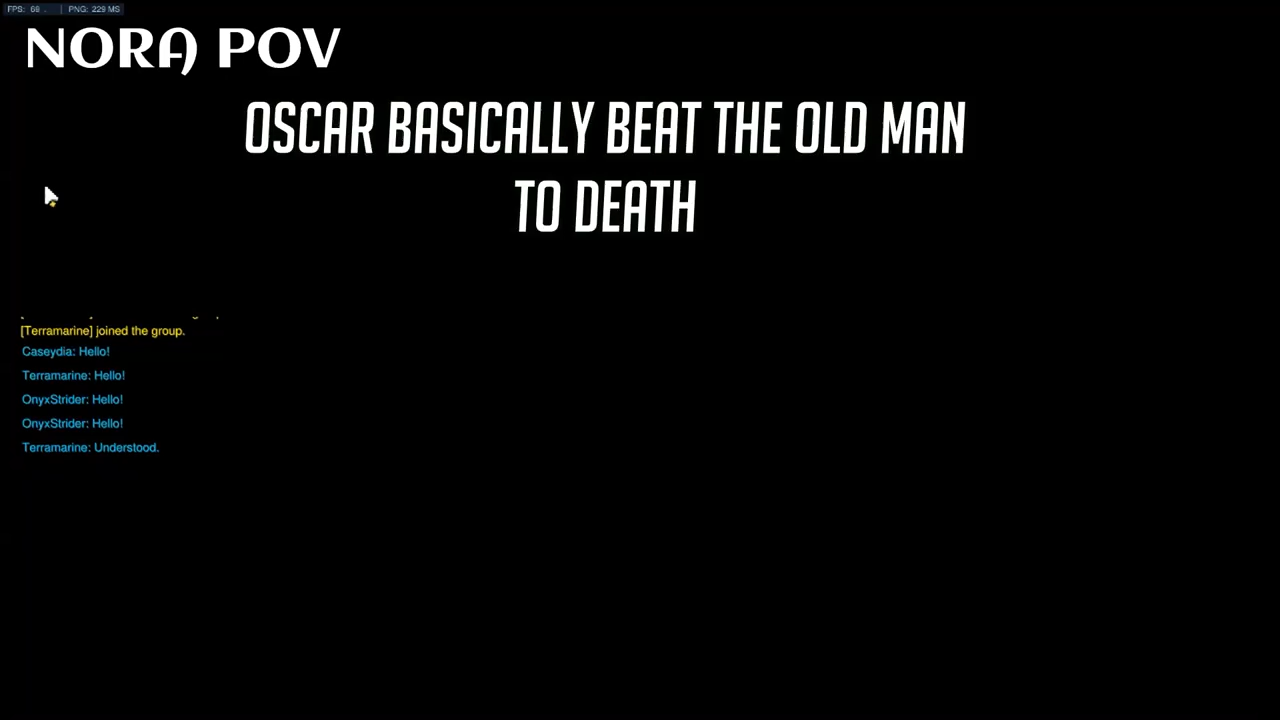 FPS: 68 | PNG: 229 MS
NORA POV
OSCAR BASICALLY BEAT THE OLD MAN
TO DEATH
[Terramarine] joined the group.
Caseydia: Hello!
Terramarine: Hello!
OnyxStrider: Hello!
OnyxStrider: Hello!
Terramarine: Understood.